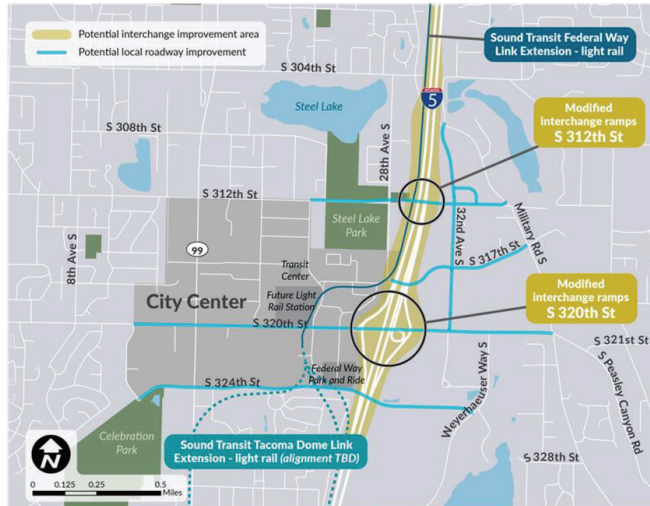 Potential interchange improvement area
Potential local roadway improvement
Sound Transit Federal Way
Link Extension - light rail
S 304th St
Steel Lake
INTERSTATE
5
Modified
interchange ramps
S 312th St
S 308th St
28th Ave S
S 312th St
Steel Lake
Park
32nd Ave S
Military Rd S
8th Ave S
99
S 317th St
Transit
Center
Modified
interchange ramps
S 320th St
City Center
Future Light
Rail Station
S 320th St
S 321st St
Federal Way
Park and Ride
S 324th St
Weyerhaeuser Way S
S Peasley Canyon Rd
Celebration
Park
Sound Transit Tacoma Dome Link
Extension - light rail (alignment TBD)
S 328th St
N
0 0.125 0.25 0.5
Miles